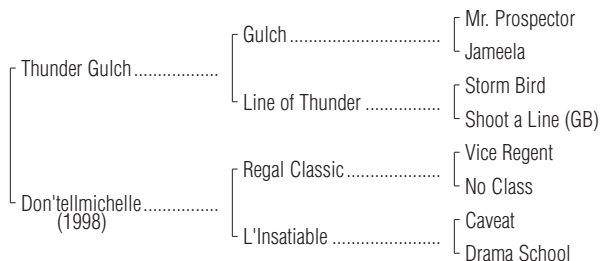 Mr. Prospector
Gulch..................................
Jameela
Thunder Gulch...................
Storm Bird
Line of Thunder .................
Shoot a Line (GB)
Vice Regent
Regal Classic.....................
No Class
Don'tellmichelle.................
(1998)
Caveat
L'Insatiable ........................
Drama School